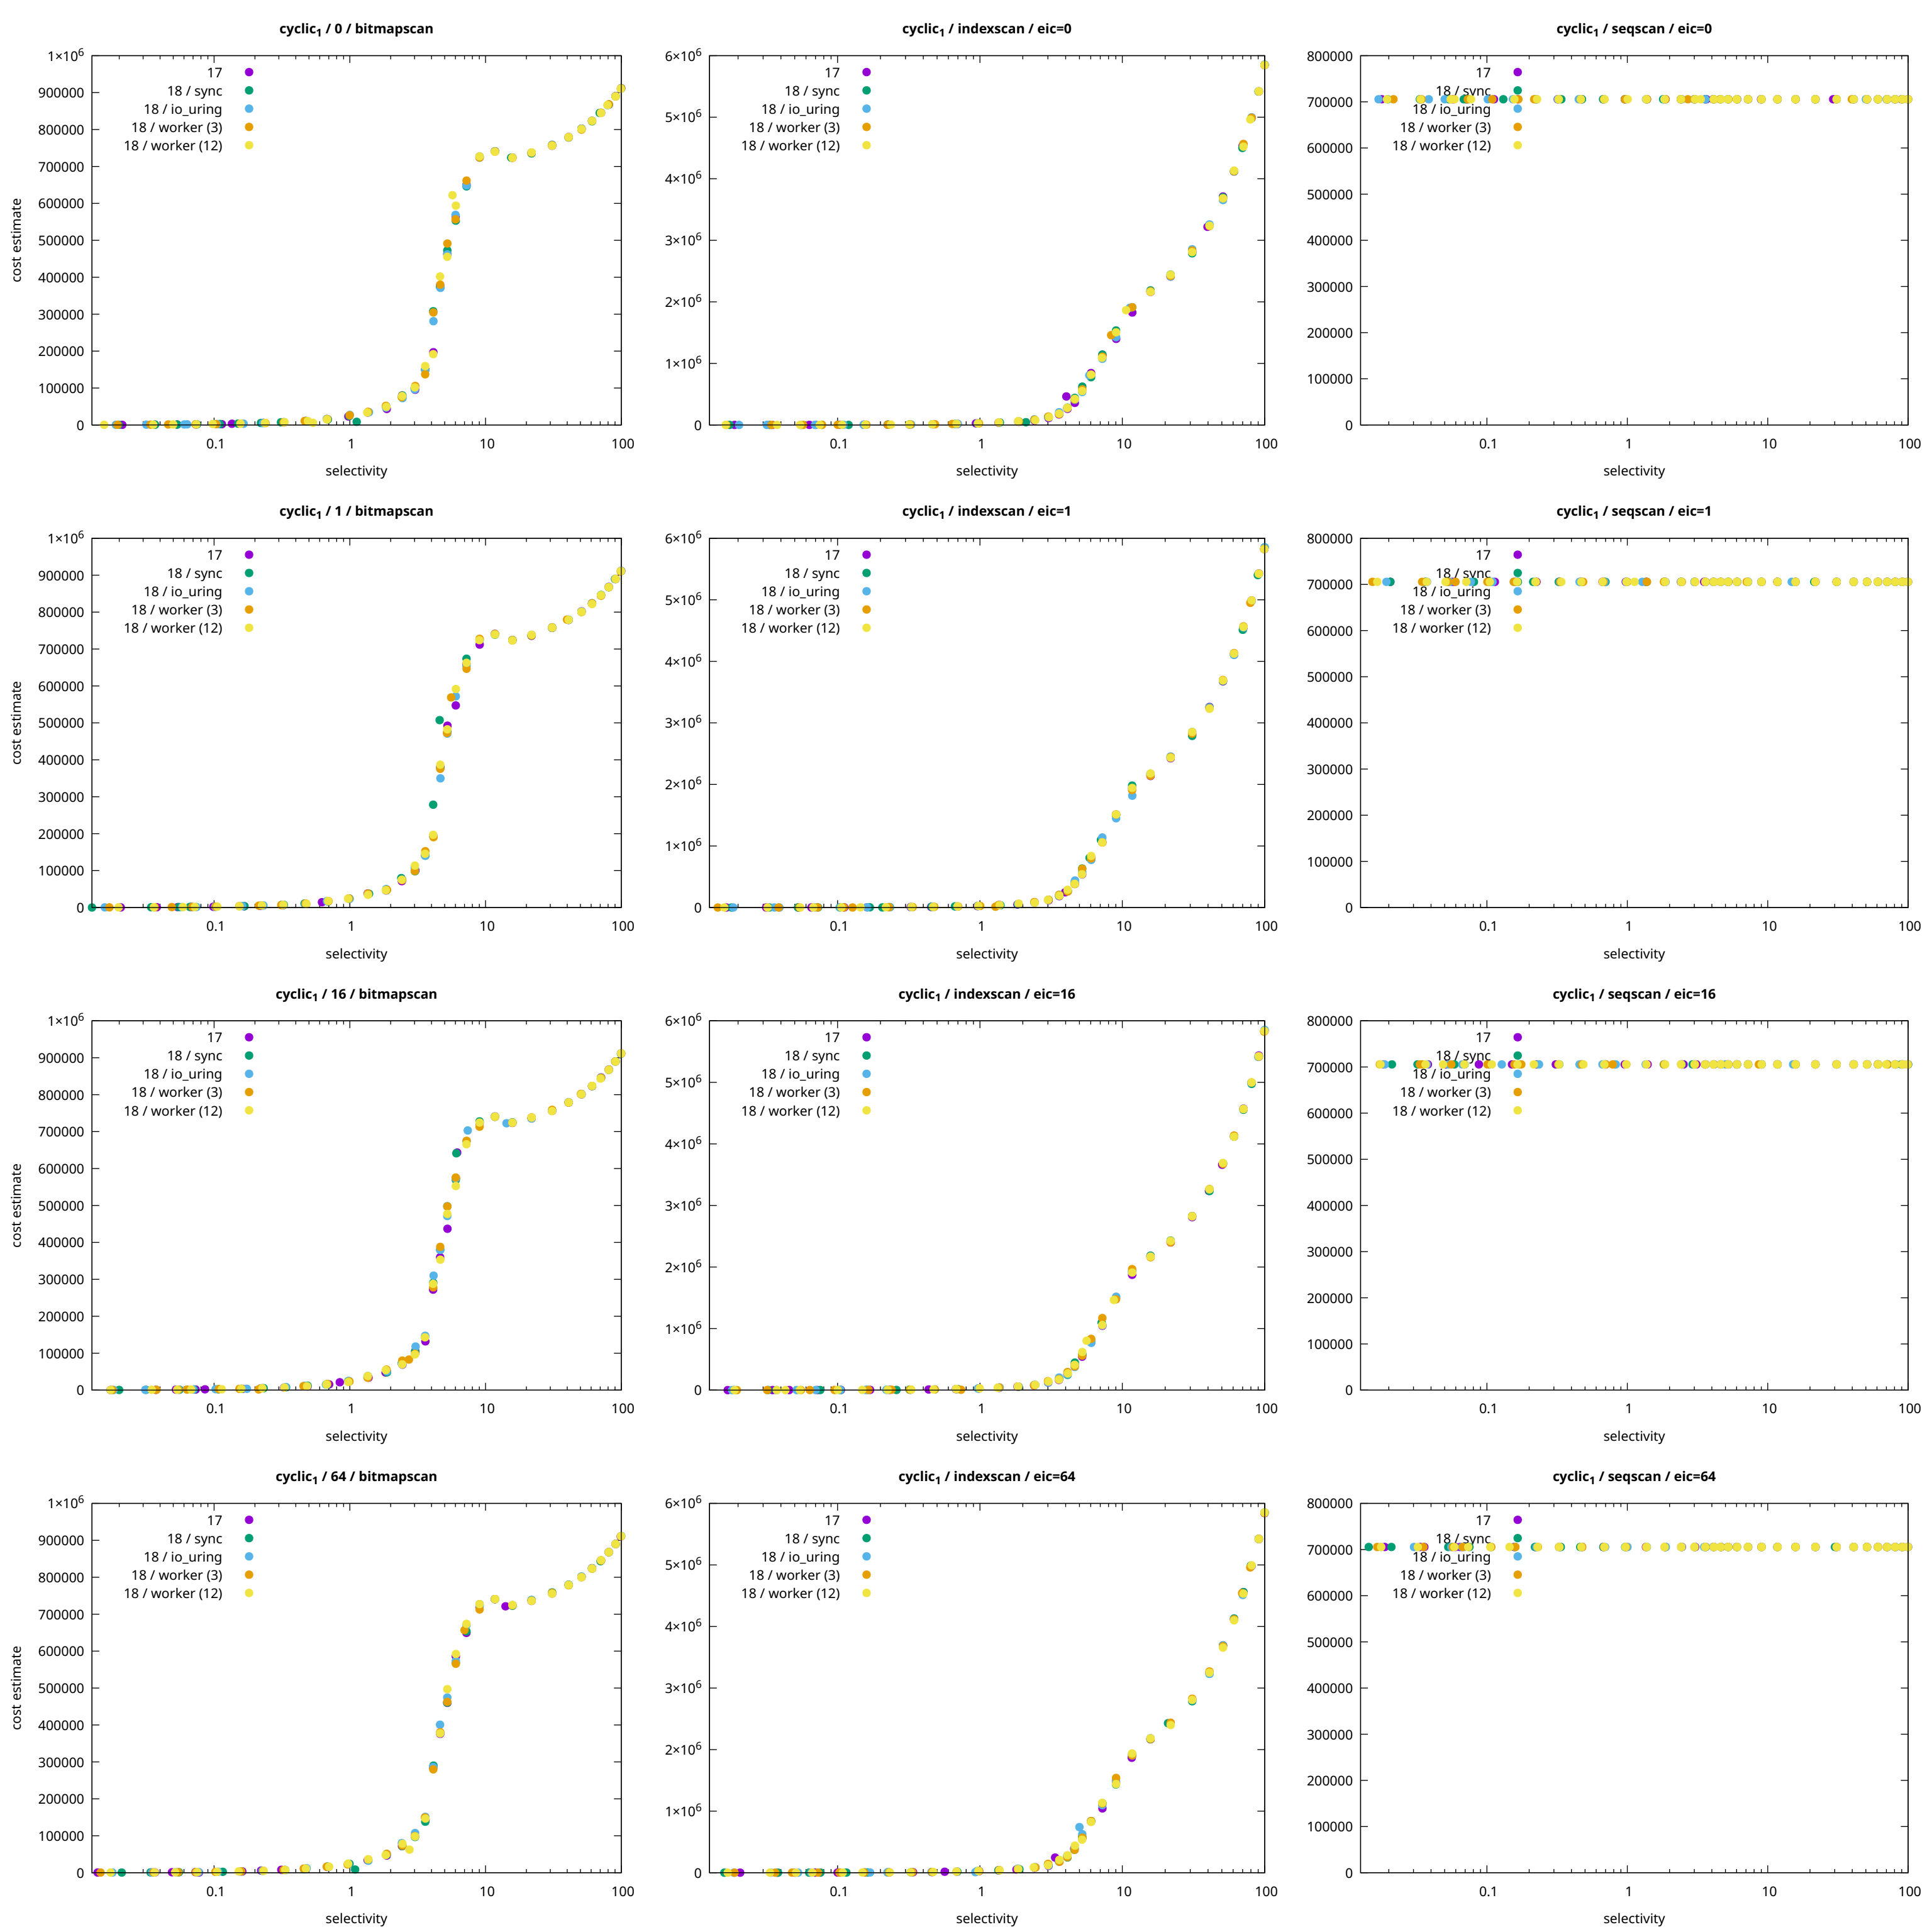 cyclic₁ / 0 / bitmapscan
1×10⁶
900000
800000
700000
600000
500000
400000
300000
200000
100000
0
cost estimate
17
18 / sync
18 / io_uring
18 / worker (3)
18 / worker (12)
0.1 1 10 100
selectivity
cyclic₁ / indexscan / eic=0
6×10⁶
5×10⁶
4×10⁶
3×10⁶
2×10⁶
1×10⁶
0
17
18 / sync
18 / io_uring
18 / worker (3)
18 / worker (12)
0.1 1 10 100
selectivity
cyclic₁ / seqscan / eic=0
800000
700000
600000
500000
400000
300000
200000
100000
0
17
18 / sync
18 / io_uring
18 / worker (3)
18 / worker (12)
0.1 1 10 100
selectivity
cyclic₁ / 1 / bitmapscan
1×10⁶
900000
800000
700000
600000
500000
400000
300000
200000
100000
0
cost estimate
17
18 / sync
18 / io_uring
18 / worker (3)
18 / worker (12)
0.1 1 10 100
selectivity
cyclic₁ / indexscan / eic=1
6×10⁶
5×10⁶
4×10⁶
3×10⁶
2×10⁶
1×10⁶
0
17
18 / sync
18 / io_uring
18 / worker (3)
18 / worker (12)
0.1 1 10 100
selectivity
cyclic₁ / seqscan / eic=1
800000
700000
600000
500000
400000
300000
200000
100000
0
17
18 / sync
18 / io_uring
18 / worker (3)
18 / worker (12)
0.1 1 10 100
selectivity
cyclic₁ / 16 / bitmapscan
1×10⁶
900000
800000
700000
600000
500000
400000
300000
200000
100000
0
cost estimate
17
18 / sync
18 / io_uring
18 / worker (3)
18 / worker (12)
0.1 1 10 100
selectivity
cyclic₁ / indexscan / eic=16
6×10⁶
5×10⁶
4×10⁶
3×10⁶
2×10⁶
1×10⁶
0
17
18 / sync
18 / io_uring
18 / worker (3)
18 / worker (12)
0.1 1 10 100
selectivity
cyclic₁ / seqscan / eic=16
800000
700000
600000
500000
400000
300000
200000
100000
0
17
18 / sync
18 / io_uring
18 / worker (3)
18 / worker (12)
0.1 1 10 100
selectivity
cyclic₁ / 64 / bitmapscan
1×10⁶
900000
800000
700000
600000
500000
400000
300000
200000
100000
0
cost estimate
17
18 / sync
18 / io_uring
18 / worker (3)
18 / worker (12)
0.1 1 10 100
selectivity
cyclic₁ / indexscan / eic=64
6×10⁶
5×10⁶
4×10⁶
3×10⁶
2×10⁶
1×10⁶
0
17
18 / sync
18 / io_uring
18 / worker (3)
18 / worker (12)
0.1 1 10 100
selectivity
cyclic₁ / seqscan / eic=64
800000
700000
600000
500000
400000
300000
200000
100000
0
17
18 / sync
18 / io_uring
18 / worker (3)
18 / worker (12)
0.1 1 10 100
selectivity